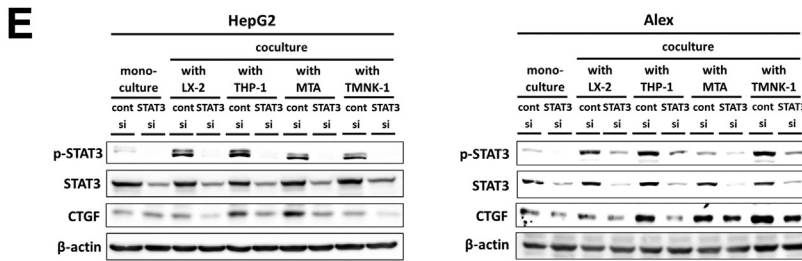 E
HepG2
coculture
mono-
culture
with
LX-2
with
THP-1
with
MTA
with
TMNK-1
cont STAT3 cont STAT3 cont STAT3 cont STAT3 cont STAT3
si si si si si si si si si si
p-STAT3
STAT3
CTGF
β-actin
Alex
coculture
mono-
culture
with
LX-2
with
THP-1
with
MTA
with
TMNK-1
cont STAT3 cont STAT3 cont STAT3 cont STAT3 cont STAT3
si si si si si si si si si si
p-STAT3
STAT3
CTGF
β-actin